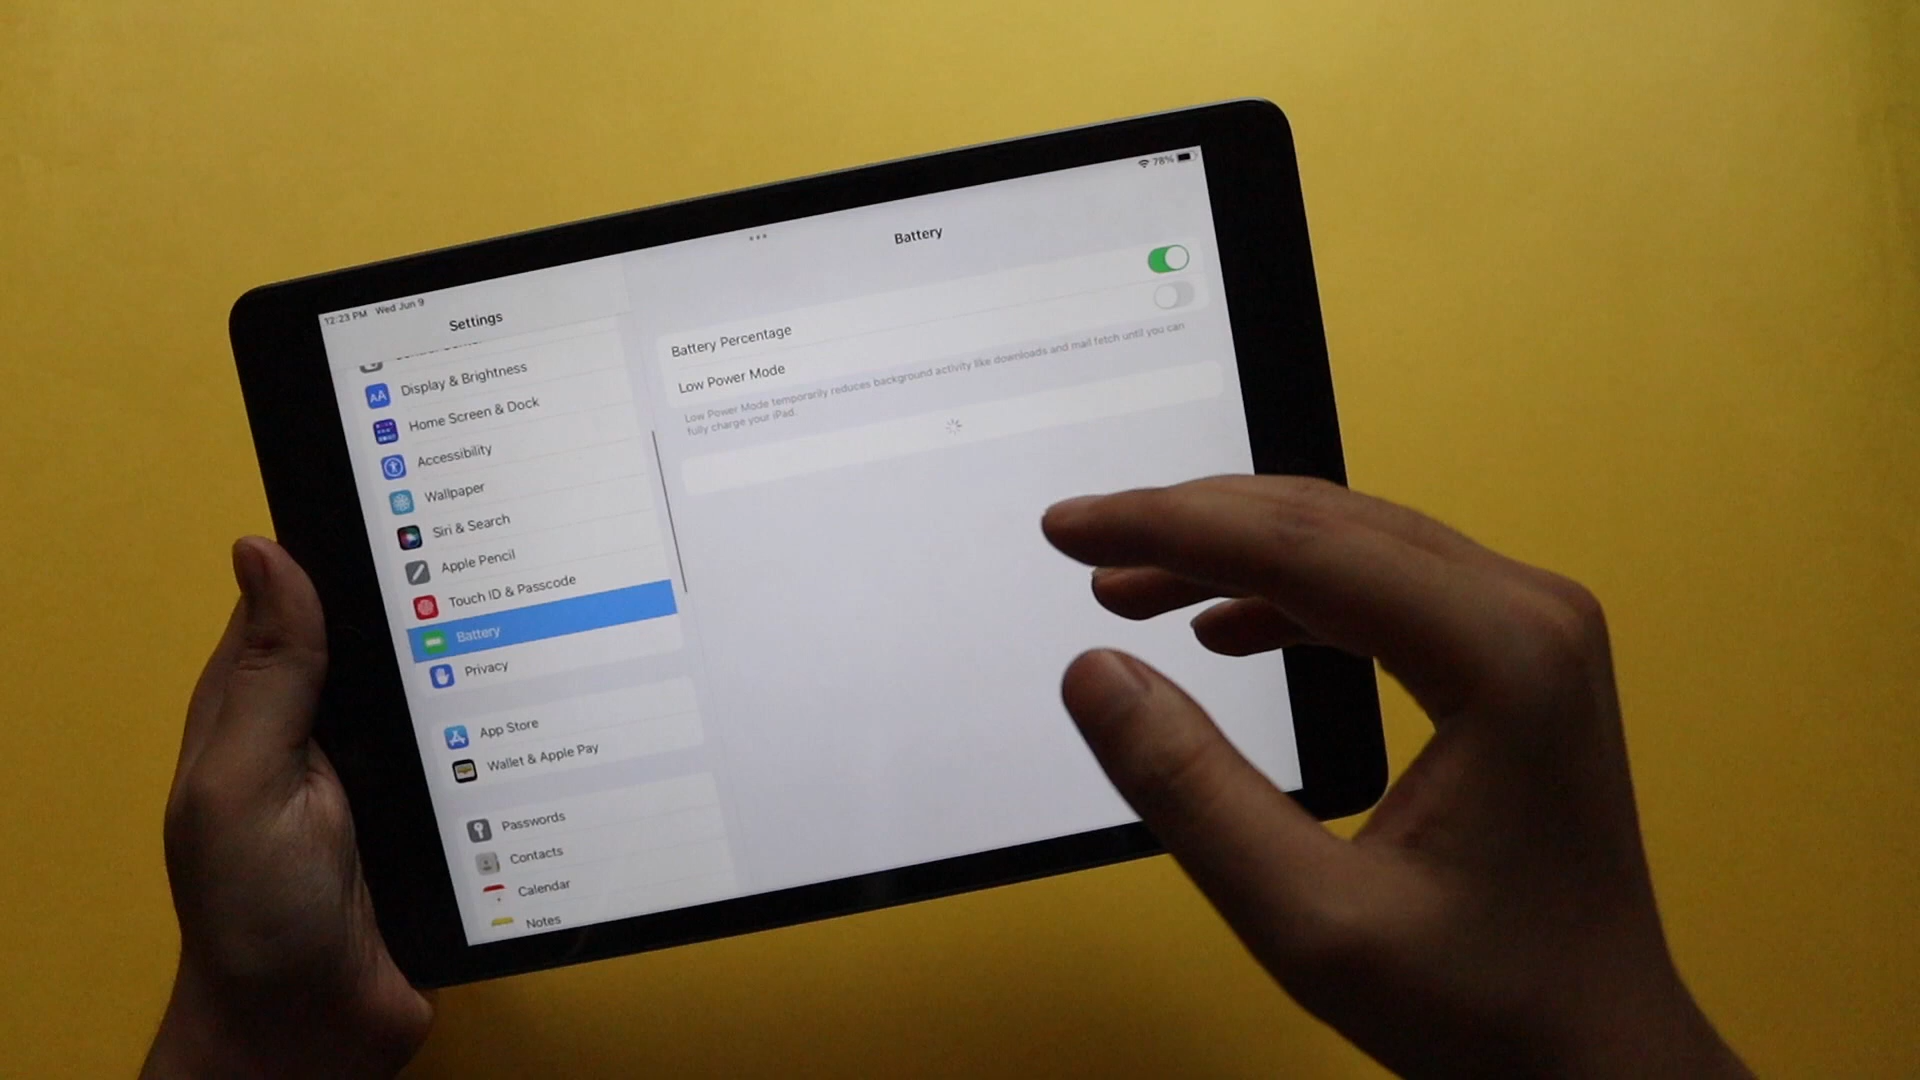 12:23 PM Wed Jun 9
78%
Settings
Display & Brightness
Home Screen & Dock
Accessibility
Wallpaper
Siri & Search
Apple Pencil
Touch ID & Passcode
Battery
Privacy
App Store
Wallet & Apple Pay
Passwords
Contacts
Calendar
Notes
Battery
Battery Percentage
Low Power Mode
Low Power Mode temporarily reduces background activity like downloads and mail fetch until you can
fully charge your iPad.